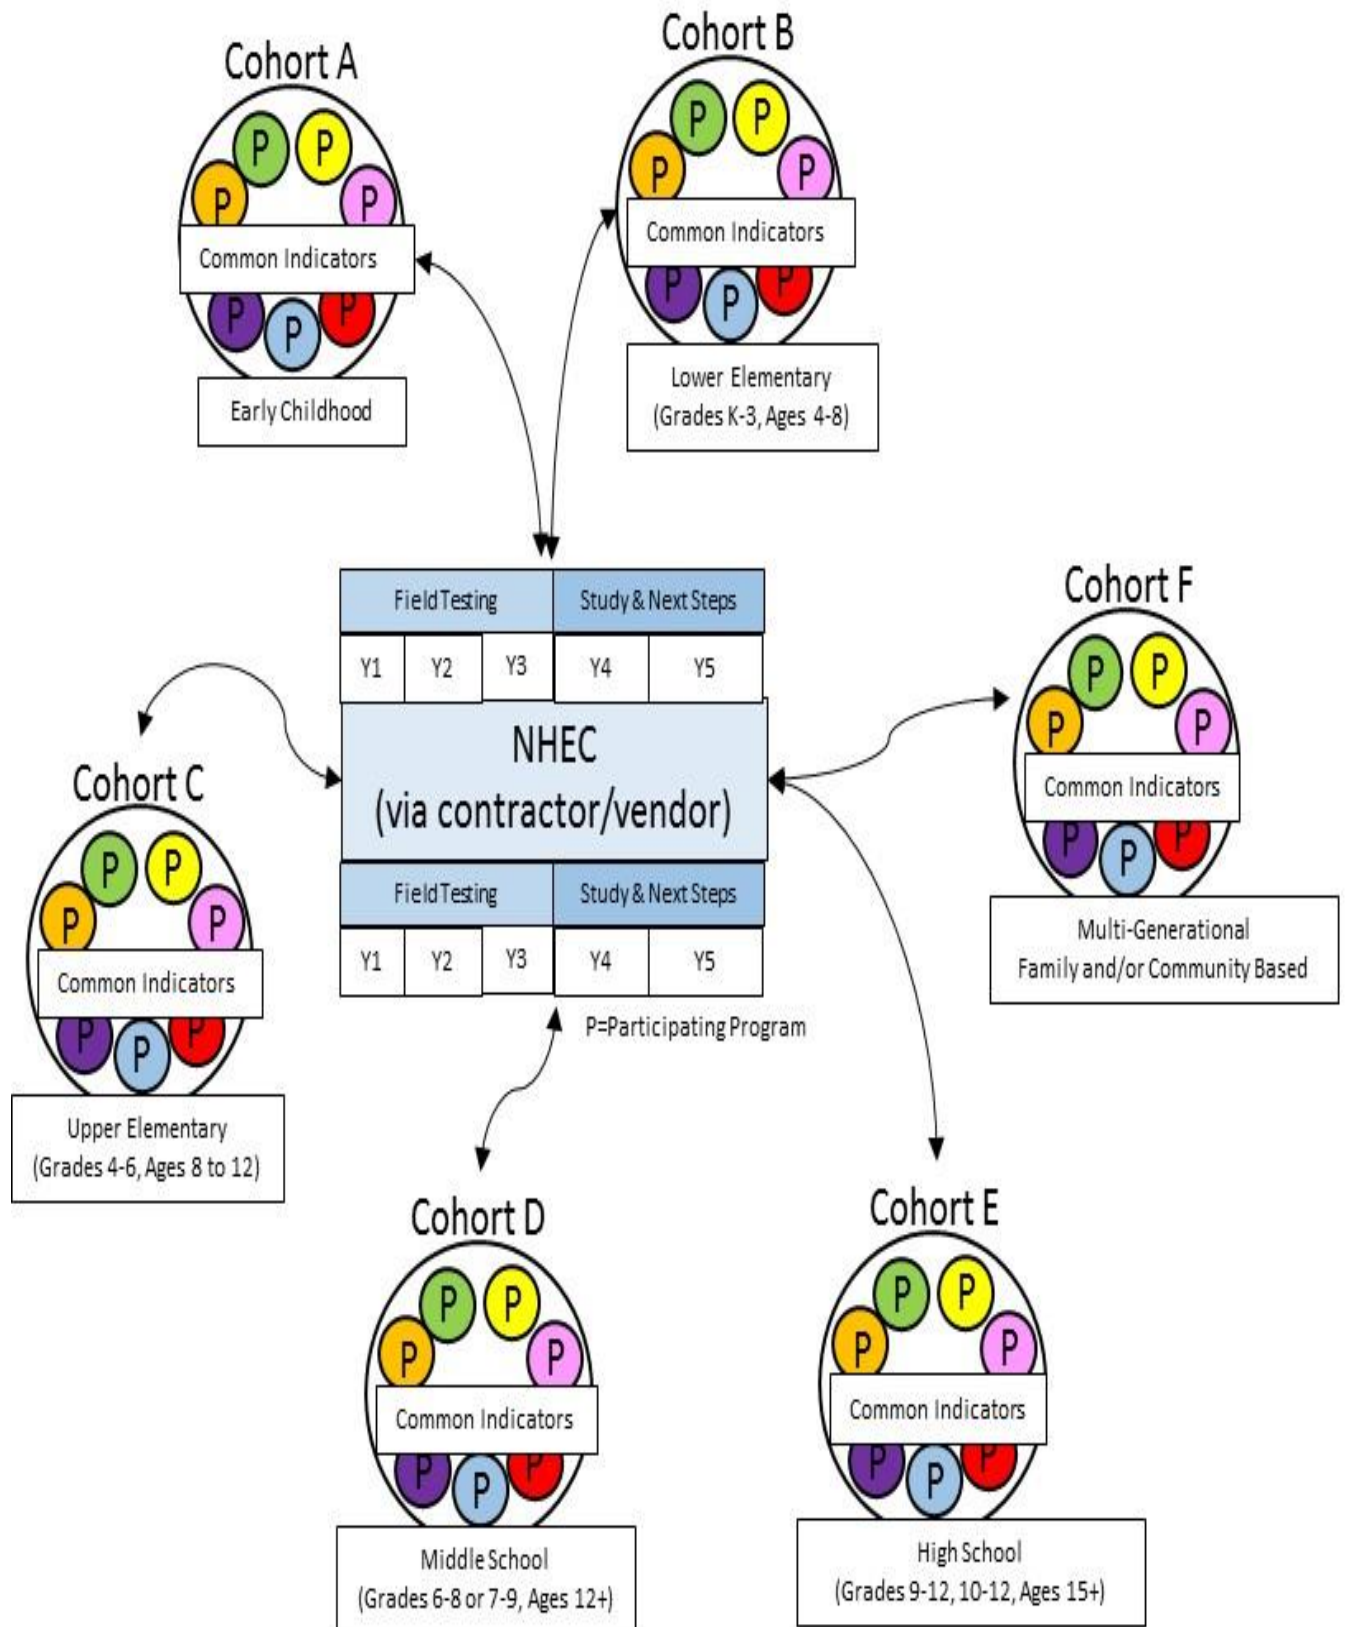 Cohort A
P P
P P
Common Indicators
P P P
Early Childhood
Cohort B
P P
P P
Common Indicators
P P P
Lower Elementary
(Grades K-3, Ages 4-8)
Field Testing Study & Next Steps
Y1 Y2 Y3 Y4 Y5
NHEC
(via contractor/vendor)
Field Testing Study & Next Steps
Y1 Y2 Y3 Y4 Y5
P=Participating Program
Cohort F
P P
P P
Common Indicators
P P P
Multi-Generational
Family and/or Community Based
Cohort C
P P
P P
Common Indicators
P P P
Upper Elementary
(Grades 4-6, Ages 8 to 12)
Cohort D
P P
P P
Common Indicators
P P P
Middle School
(Grades 6-8 or 7-9, Ages 12+)
Cohort E
P P
P P
Common Indicators
P P P
High School
(Grades 9-12, 10-12, Ages 15+)